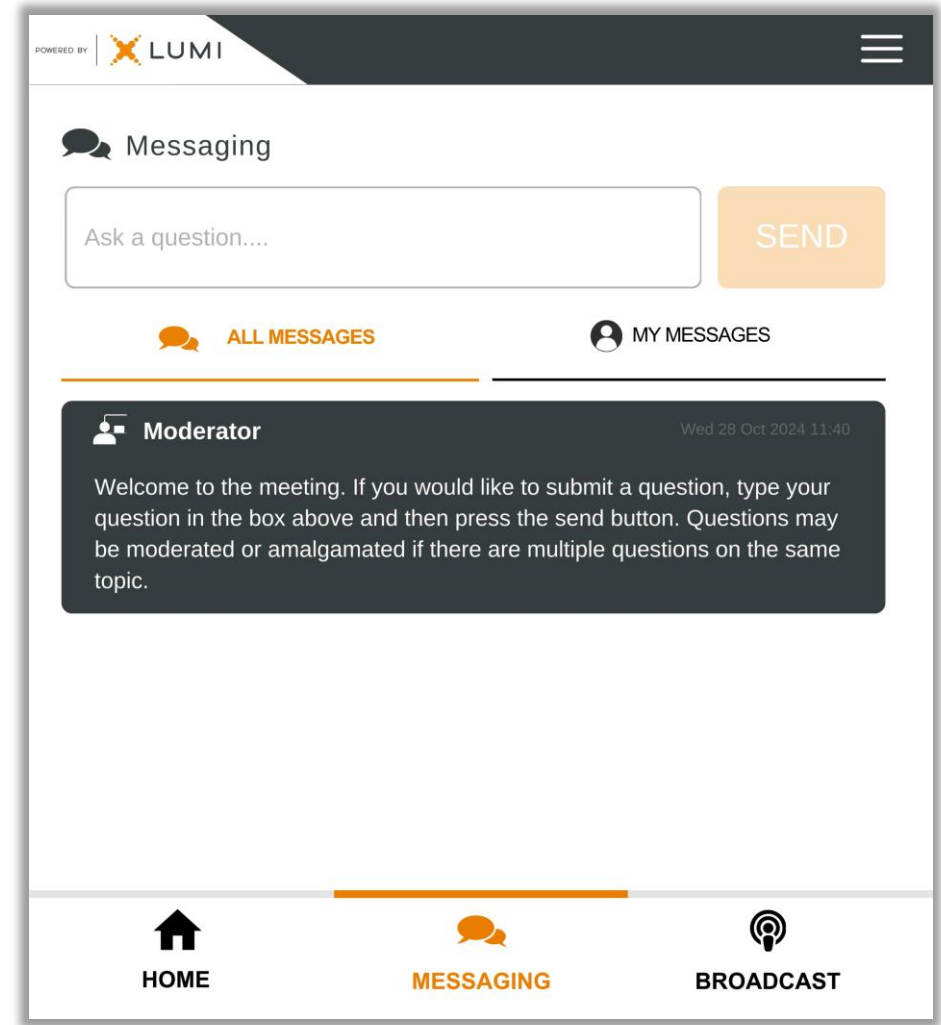 POWERED BY LUMI
Messaging
Ask a question....
SEND
ALL MESSAGES
MY MESSAGES
Moderator
Wed 28 Oct 2024 11:40
Welcome to the meeting. If you would like to submit a question, type your
question in the box above and then press the send button. Questions may
be moderated or amalgamated if there are multiple questions on the same
topic.
HOME
MESSAGING
BROADCAST